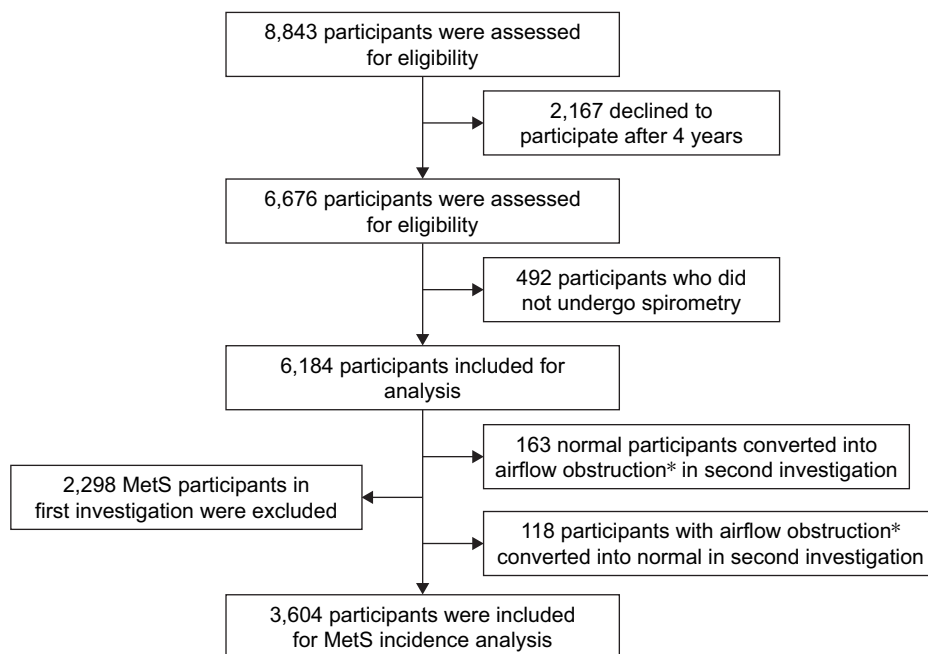 8,843 participants were assessed
for eligibility
2,167 declined to
participate after 4 years
6,676 participants were assessed
for eligibility
492 participants who did
not undergo spirometry
6,184 participants included for
analysis
163 normal participants converted into
airflow obstruction* in second investigation
2,298 MetS participants in
first investigation were excluded
118 participants with airflow obstruction*
converted into normal in second investigation
3,604 participants were included
for MetS incidence analysis